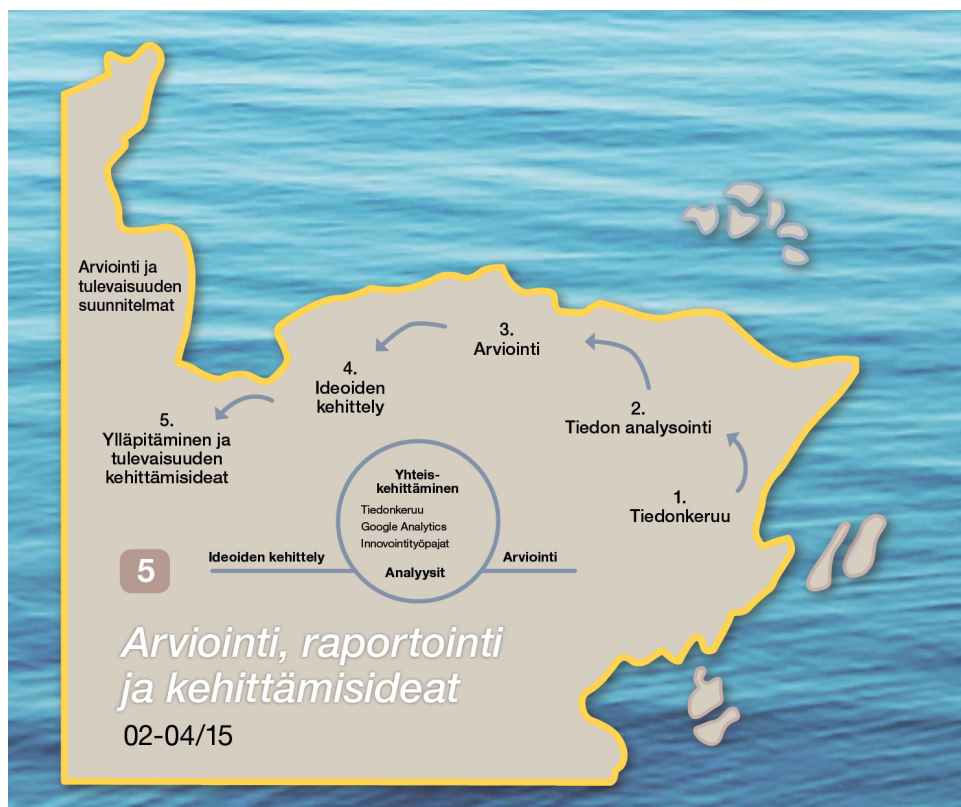 Arviointi ja
tulevaisuuden
suunnitelmat
5.
Ylläpitäminen ja
tulevaisuuden
kehittämisideat
4.
Ideoiden
kehittely
3.
Arviointi
2.
Tiedon analysointi
1.
Tiedonkeruu
Yhteis-
kehittäminen
Tiedonkeruu
Google Analytics
Innovointityöpajat
Analyysit
Ideoiden kehittely
Arviointi
5
Arviointi, raportointi
ja kehittämisideat
02-04/15